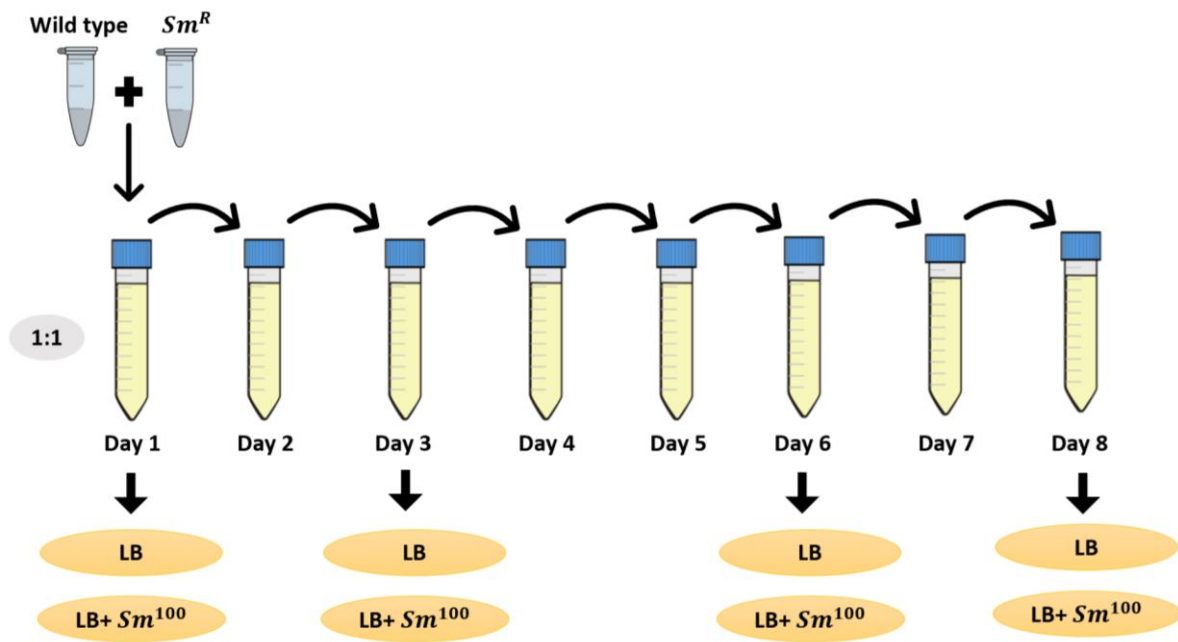 Wild type Sm^R
1:1
Day 1 Day 2 Day 3 Day 4 Day 5 Day 6 Day 7 Day 8
LB LB LB LB
LB+ Sm^100 LB+ Sm^100 LB+ Sm^100 LB+ Sm^100